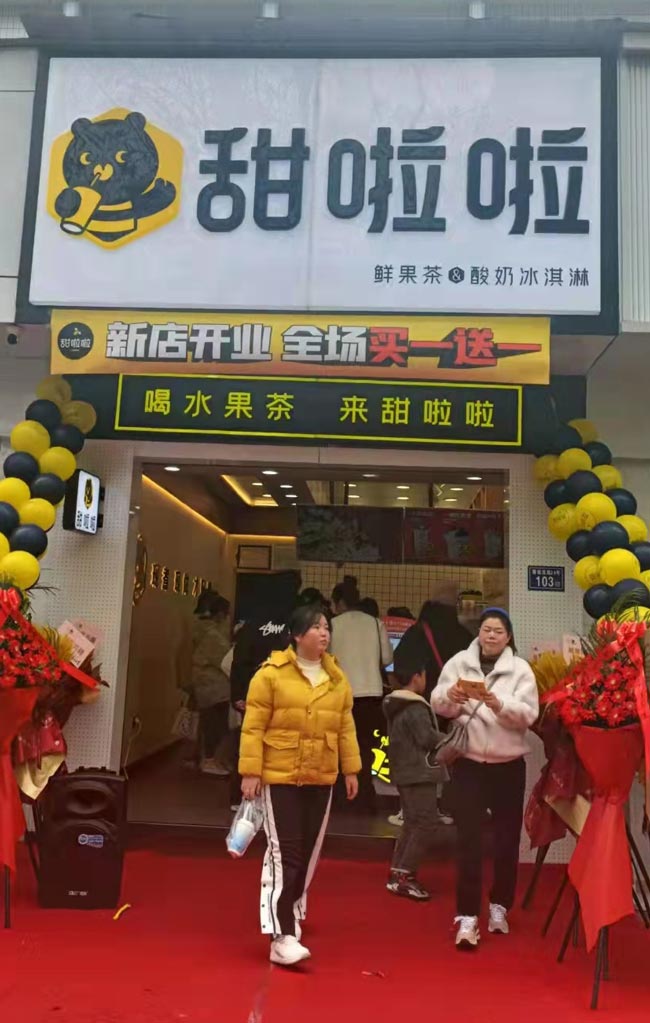 甜啦啦
鲜果茶&酸奶冰淇淋
甜啦啦 新店开业 全场买一送一
喝水果茶 来甜啦啦
103